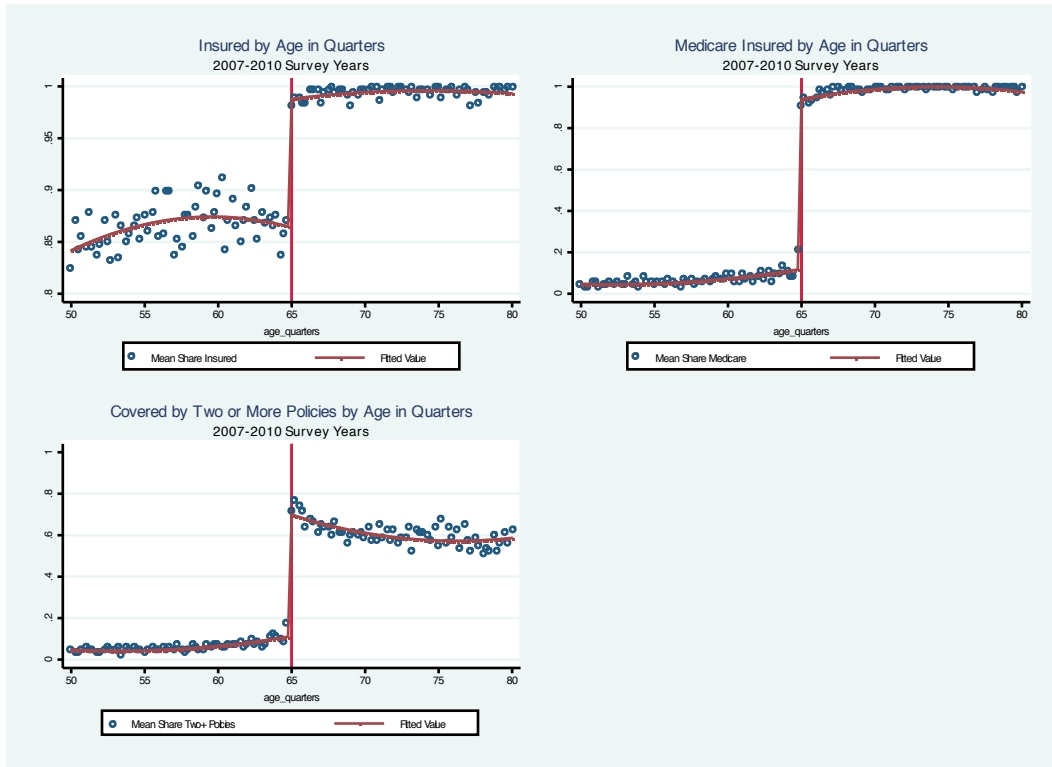 Insured by Age in Quarters
2007-2010 Survey Years
1
.95
.9
.85
.8
50 55 60 65 70 75 80
age_quarters
Mean Share Insured Fitted Value
Medicare Insured by Age in Quarters
2007-2010 Survey Years
1
.8
.6
.4
.2
0
50 55 60 65 70 75 80
age_quarters
Mean Share Medicare Fitted Value
Covered by Two or More Policies by Age in Quarters
2007-2010 Survey Years
1
.8
.6
.4
.2
0
50 55 60 65 70 75 80
age_quarters
Mean Share Two+ Policies Fitted Value